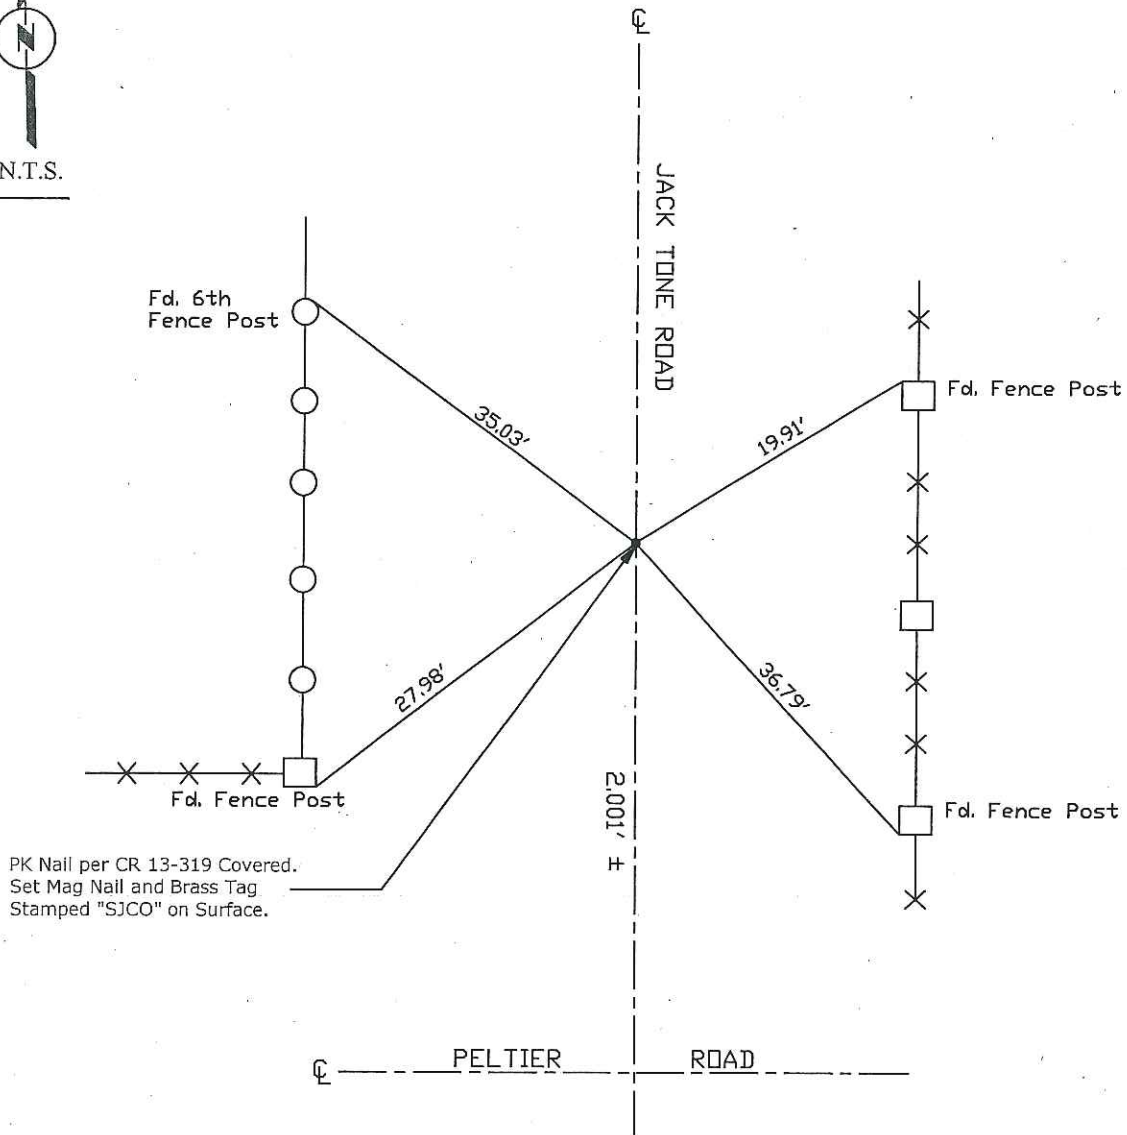 ℄
N
N.T.S.
JACK TONE ROAD
Fd. 6th
Fence Post
Fd. Fence Post
35.03'
19.91'
27.98'
36.79'
2,001' ±
Fd. Fence Post
Fd. Fence Post
PK Nail per CR 13-319 Covered.
Set Mag Nail and Brass Tag
Stamped "SJCO" on Surface.
℄ PELTIER ROAD